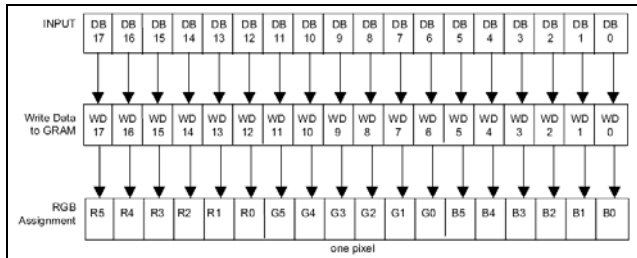 INPUT DB DB DB DB DB DB DB DB DB DB DB DB DB DB DB DB DB DB
17 16 15 14 13 12 11 10 9 8 7 6 5 4 3 2 1 0
Write Data WD WD WD WD WD WD WD WD WD WD WD WD WD WD WD WD WD WD
to GRAM 17 16 15 14 13 12 11 10 9 8 7 6 5 4 3 2 1 0
RGB
Assignment R5 R4 R3 R2 R1 R0 G5 G4 G3 G2 G1 G0 B5 B4 B3 B2 B1 B0
one pixel